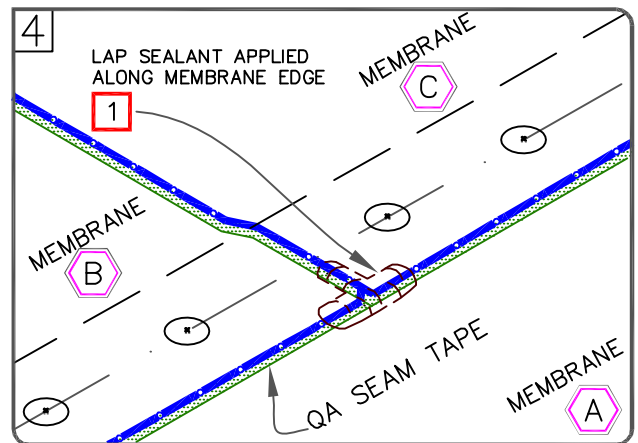 4
LAP SEALANT APPLIED
ALONG MEMBRANE EDGE
1
MEMBRANE
C
MEMBRANE
B
QA SEAM TAPE
MEMBRANE
A